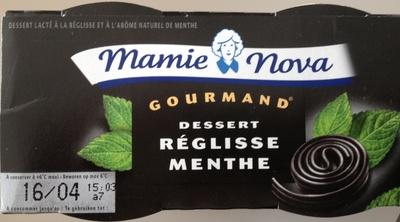 DESSERT LACTÉ À LA RÉGLISSE ET À L'ARÔME NATUREL DE MENTHE
Mamie Nova
GOURMAND®
DESSERT
RÉGLISSE
MENTHE
A conserver à +6°C maxi - Bewaren op max 6°C
16/04 15:03
a7
A consommer jusqu'au : Te gebruiken tot :